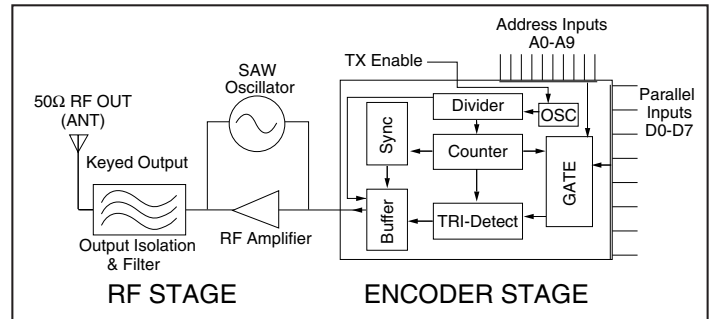 Address Inputs
A0-A9
TX Enable
SAW
Oscillator
50Ω RF OUT
(ANT)
Parallel
Inputs
D0-D7
Divider
OSC
Sync
Counter
GATE
Keyed Output
Buffer
TRI-Detect
RF Amplifier
Output Isolation
& Filter
RF STAGE
ENCODER STAGE